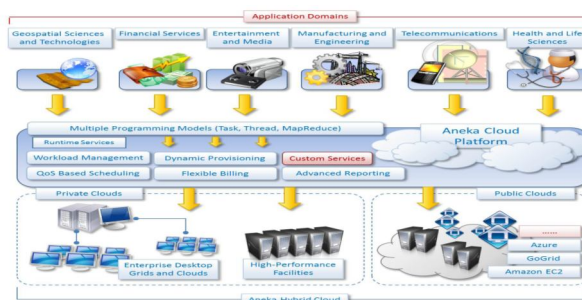 Application Domains
Geospatial Sciences
and Technologies
Financial Services
Entertainment
and Media
Manufacturing and
Engineering
Telecommunications
Health and Life
Sciences
Multiple Programming Models (Task, Thread, MapReduce)
Runtime Services
Workload Management
Dynamic Provisioning
Custom Services
QoS Based Scheduling
Flexible Billing
Advanced Reporting
Aneka Cloud
Platform
Private Clouds
Public Clouds
Enterprise Desktop
Grids and Clouds
High-Performance
Facilities
......
Azure
GoGrid
Amazon EC2
Aneka Hybrid Cloud